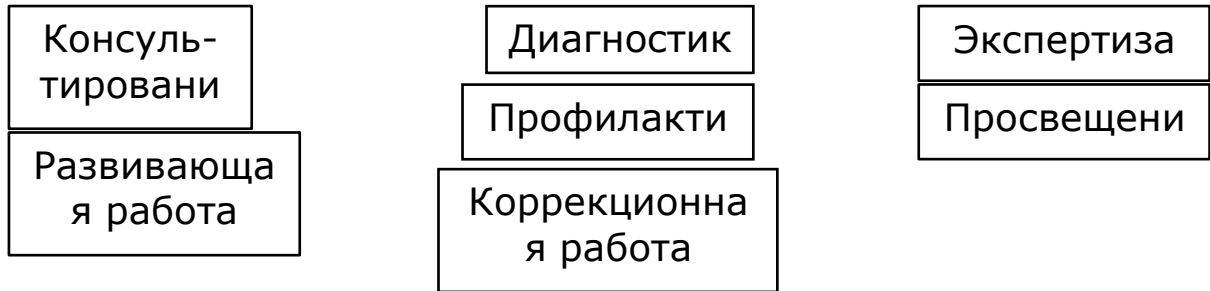 Консуль-
тировани
Развивающа
я работа
Диагностик
Профилакти
Коррекционна
я работа
Экспертиза
Просвещени